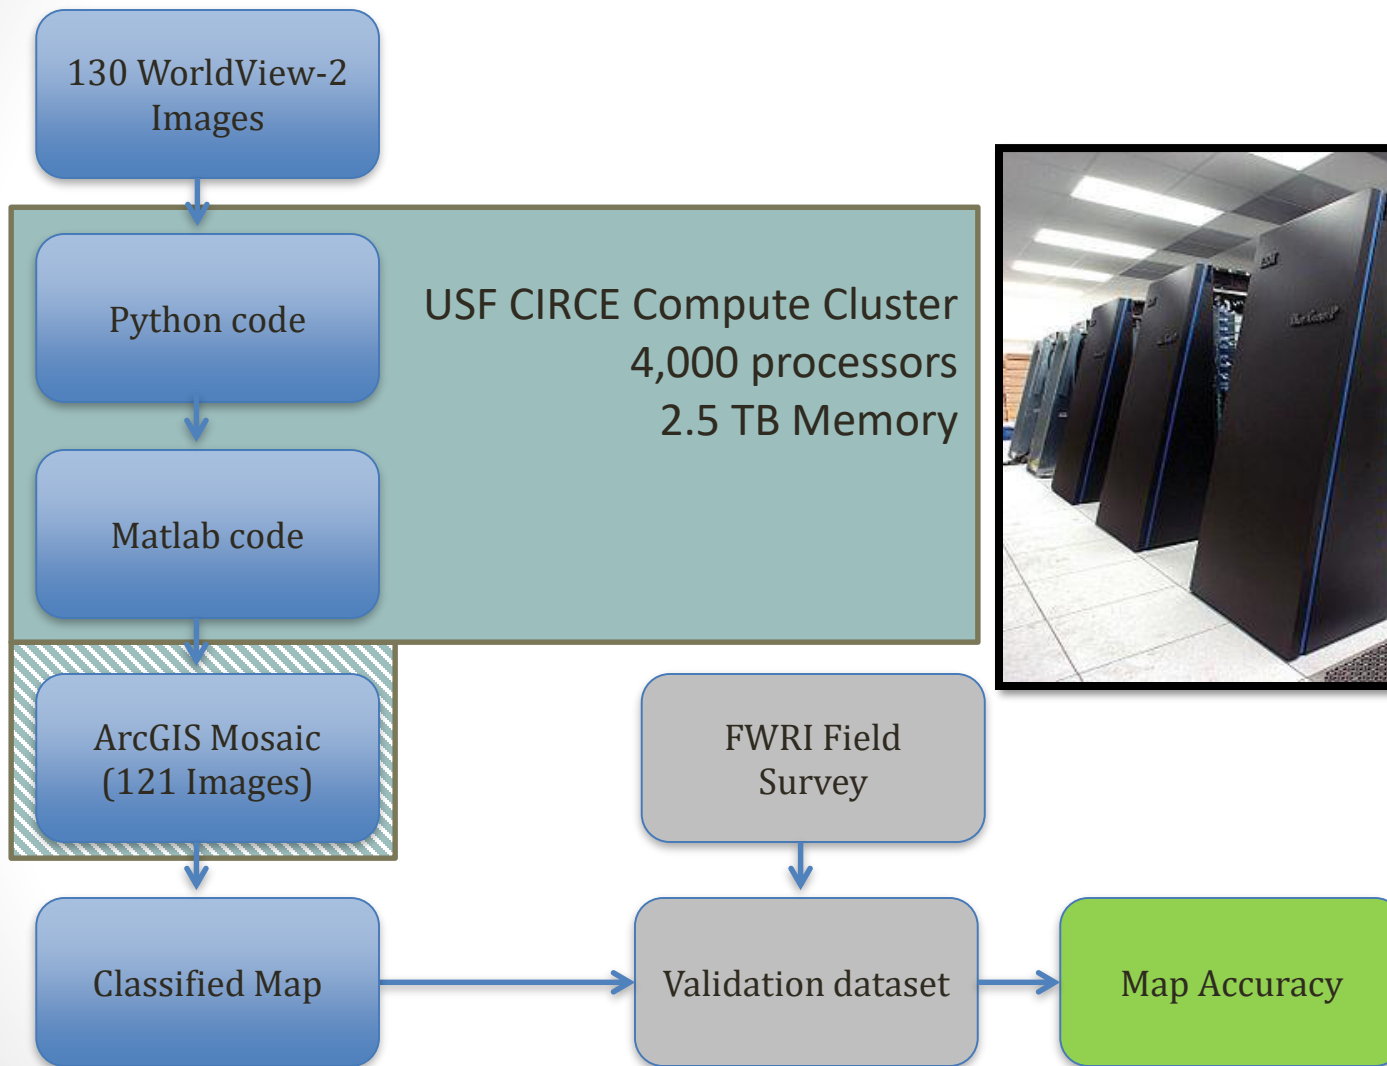 130 WorldView-2
Images
Python code
USF CIRCE Compute Cluster
4,000 processors
2.5 TB Memory
Matlab code
ArcGIS Mosaic
(121 Images)
FWRI Field
Survey
Classified Map
Validation dataset
Map Accuracy